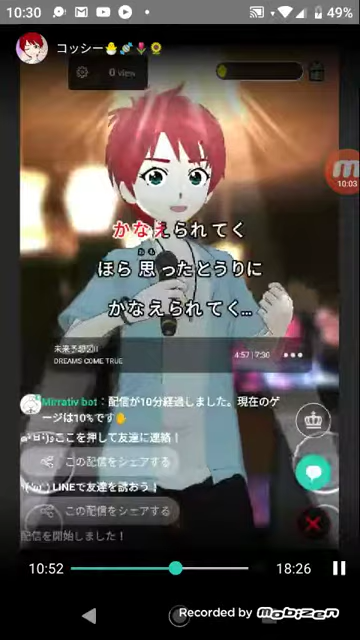 10:30
49%
コッシー
0 View
10:03
かなえられてく
ほら思ったとうりに
おも
かなえられてく…
未来予想図II
DREAMS COME TRUE
4:57 | 7:36
Mirrativ bot：配信が10分経過しました。現在のゲ
ージは10%です
ここを押して友達に連絡！
この配信をシェアする
LINEで友達を誘おう！
この配信をシェアする
配信を開始しました！
10:52
18:26
Recorded by Mobizen